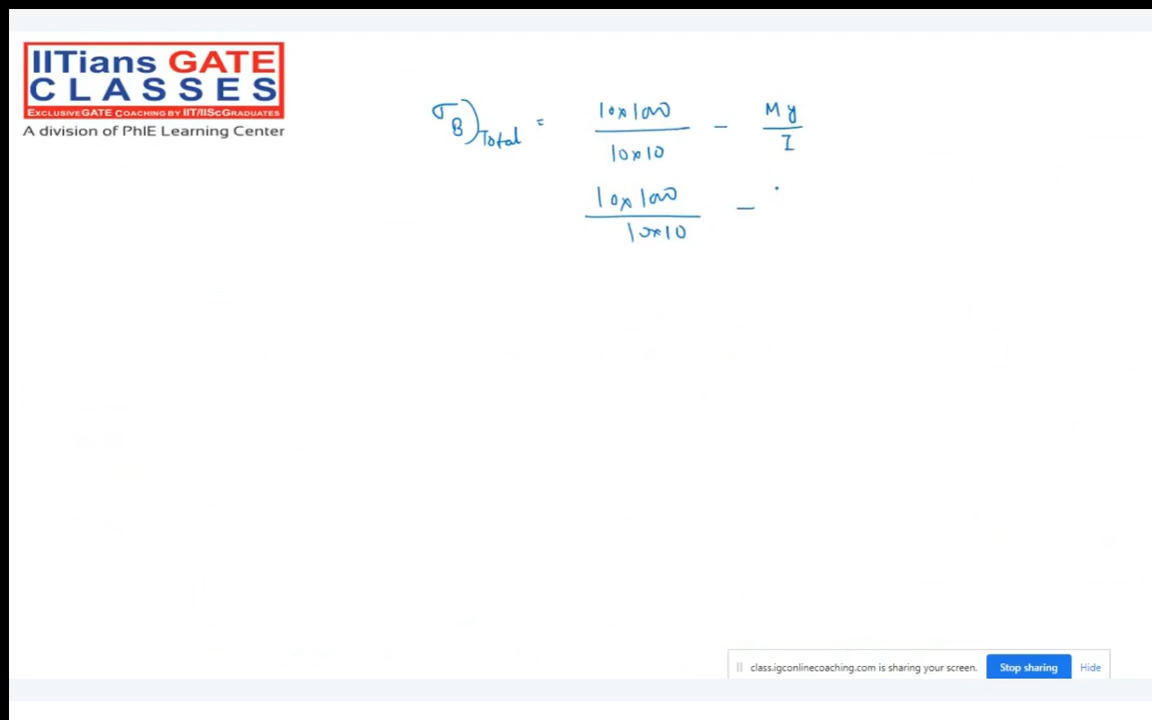 IITians GATE
CLASSES
EXCLUSIVE GATE COACHING BY IIT/IISc GRADUATES
A division of PhIE Learning Center
σB)Total = 10×1000 / 10×10 − My / I
10×1000 / 10×10 −
class.igconlinecoaching.com is sharing your screen. Stop sharing Hide